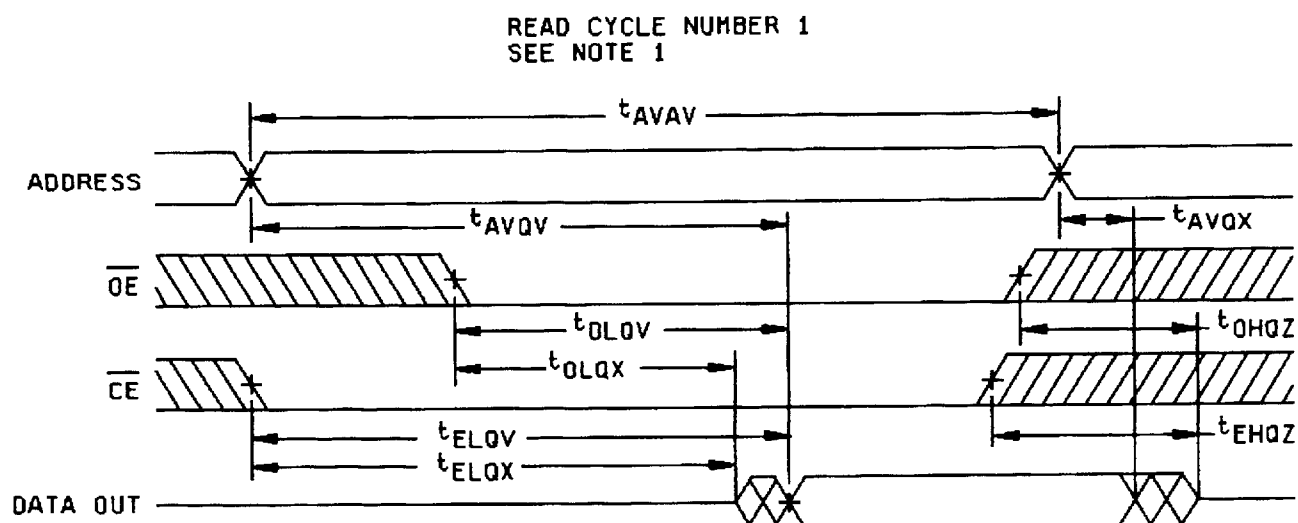 READ CYCLE NUMBER 1
SEE NOTE 1
tAVAV
ADDRESS
tAVQV
tAVQX
OE
tOLQV
tOHQZ
tOLQX
CE
tELQV
tEHQZ
tELQX
DATA OUT